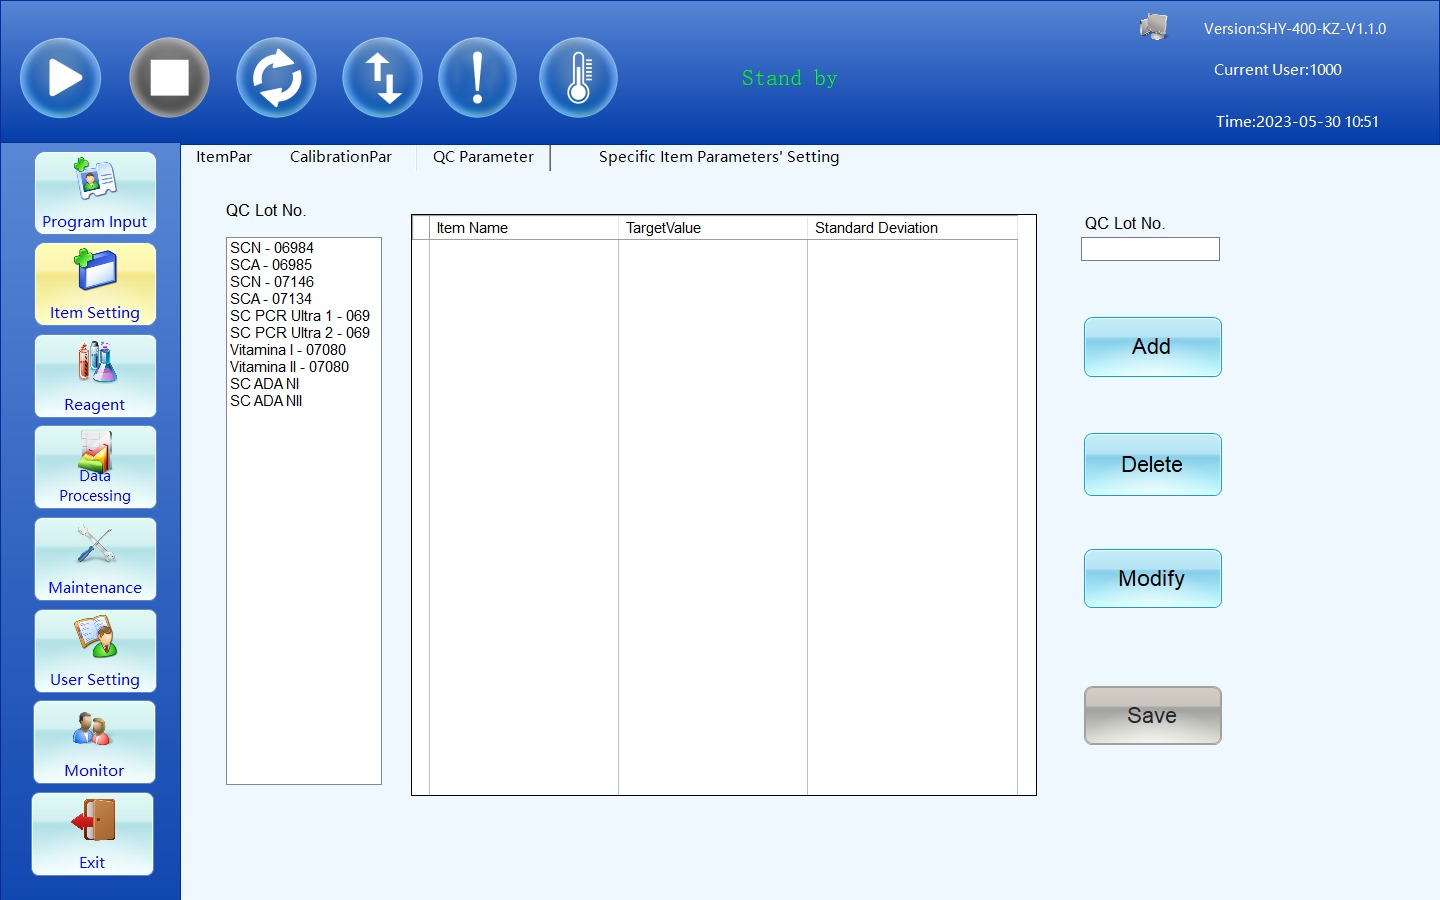 Version:SHY-400-KZ-V1.1.0
Current User:1000
Stand by
Time:2023-05-30 10:51
ItemPar
CalibrationPar
QC Parameter
Specific Item Parameters' Setting
Program Input
Item Setting
Reagent
Data
Processing
Maintenance
User Setting
Monitor
Exit
QC Lot No.
SCN - 06984
SCA - 06985
SCN - 07146
SCA - 07134
SC PCR Ultra 1 - 069
SC PCR Ultra 2 - 069
Vitamina I - 07080
Vitamina II - 07080
SC ADA NI
SC ADA NII
Item Name
TargetValue
Standard Deviation
QC Lot No.
Add
Delete
Modify
Save